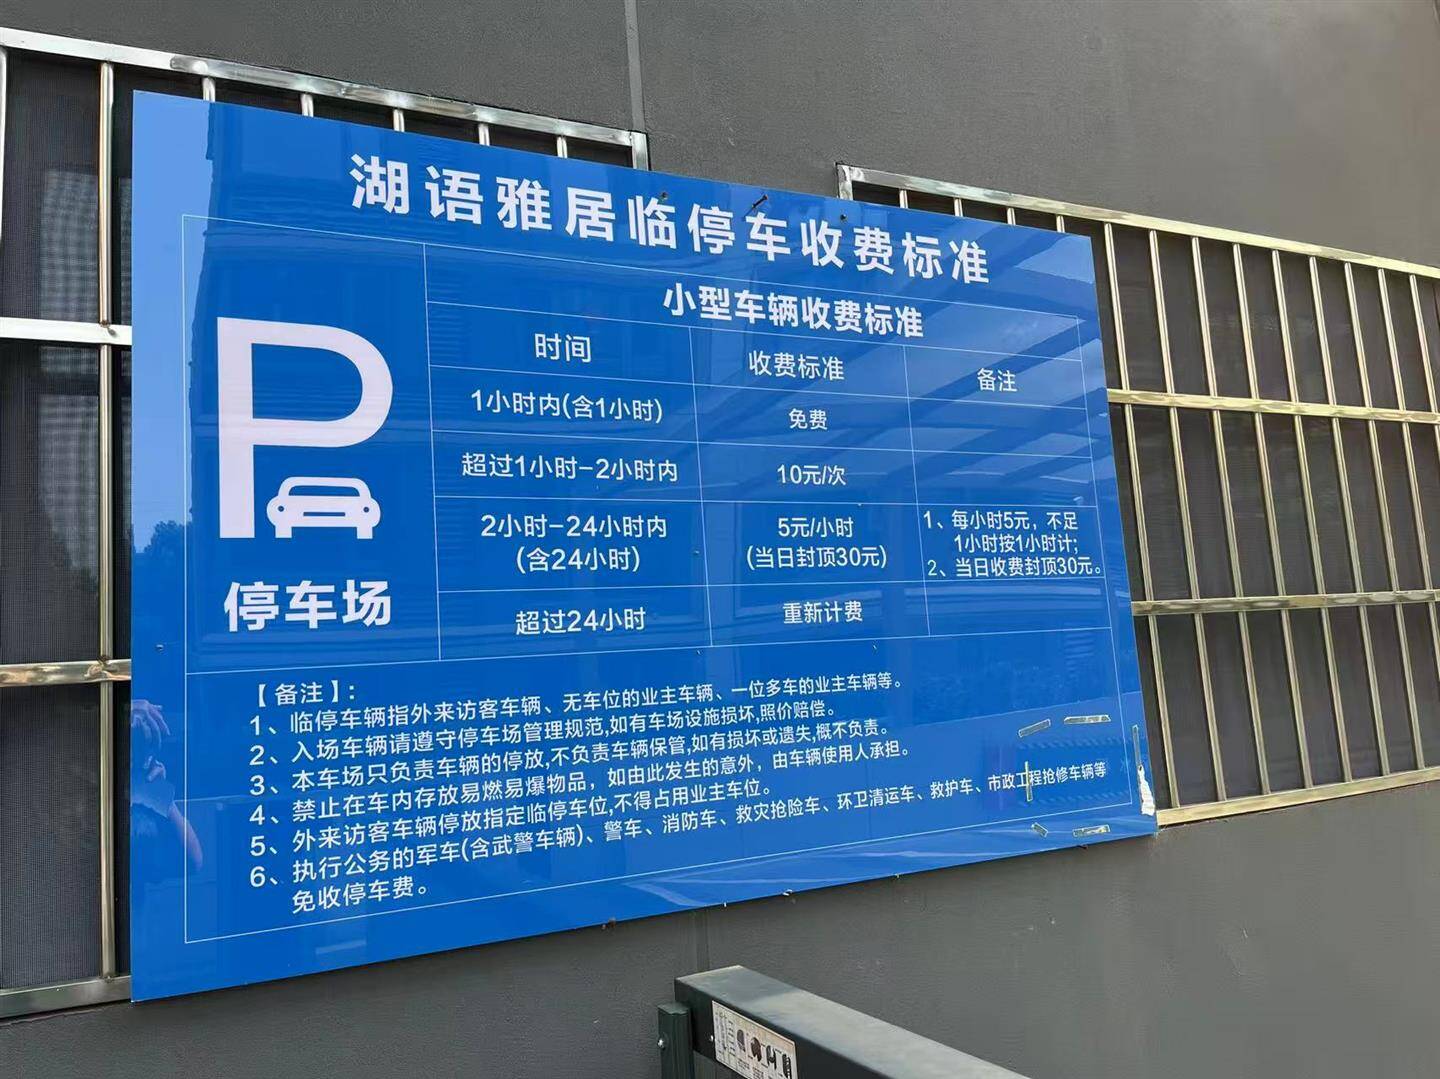 湖语雅居临停车收费标准
小型车辆收费标准
时间 收费标准 备注
1小时内(含1小时) 免费
超过1小时-2小时内 10元/次
2小时-24小时内
(含24小时)
5元/小时
(当日封顶30元)
1、每小时5元，不足
1小时按1小时计;
2、当日收费封顶30元。
超过24小时 重新计费
P
停车场
【备注】:
1、临停车辆指外来访客车辆、无车位的业主车辆、一位多车的业主车辆等。
2、入场车辆请遵守停车场管理规范,如有车场设施损坏,照价赔偿。
3、本车场只负责车辆的停放,不负责车辆保管,如有损坏或遗失,概不负责。
4、禁止在车内存放易燃易爆物品，如由此发生的意外，由车辆使用人承担。
5、外来访客车辆停放指定临停车位,不得占用业主车位。
6、执行公务的军车(含武警车辆)、警车、消防车、救灾抢险车、环卫清运车、救护车、市政工程抢修车辆等
免收停车费。